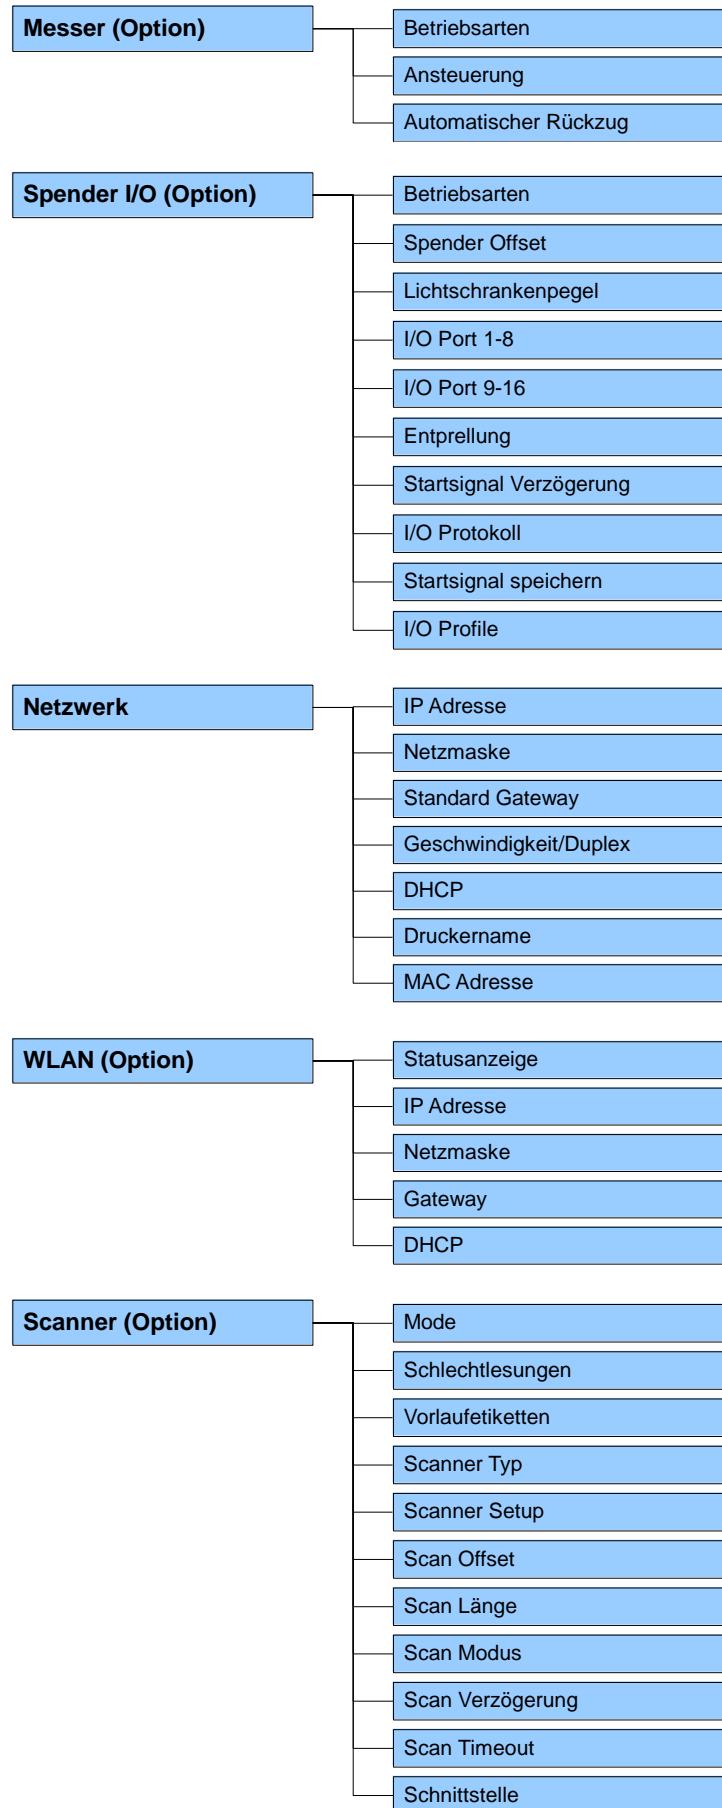 Messer (Option)
Betriebsarten
Ansteuerung
Automatischer Rückzug
Spender I/O (Option)
Betriebsarten
Spender Offset
Lichtschrankenpegel
I/O Port 1-8
I/O Port 9-16
Entprellung
Startsignal Verzögerung
I/O Protokoll
Startsignal speichern
I/O Profile
Netzwerk
IP Adresse
Netzmaske
Standard Gateway
Geschwindigkeit/Duplex
DHCP
Druckername
MAC Adresse
WLAN (Option)
Statusanzeige
IP Adresse
Netzmaske
Gateway
DHCP
Scanner (Option)
Mode
Schlechtlesungen
Vorlaufetiketten
Scanner Typ
Scanner Setup
Scan Offset
Scan Länge
Scan Modus
Scan Verzögerung
Scan Timeout
Schnittstelle